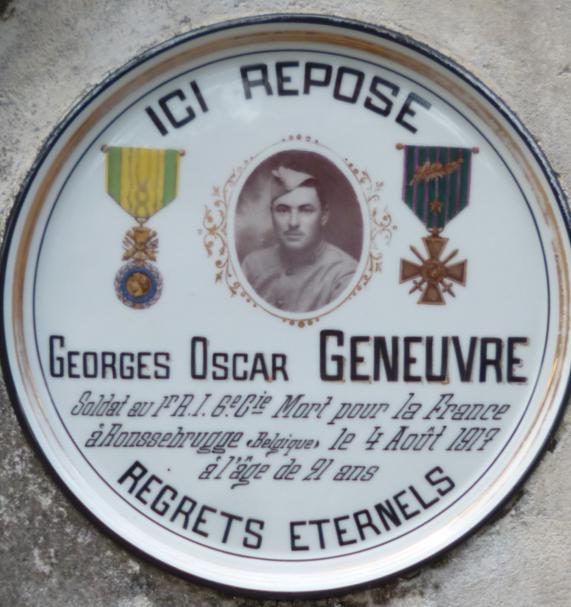 ICI REPOSE
GEORGES OSCAR GENEUVRE
Soldat au 1er R.I. 6e Cie Mort pour la France
à Ronssebrugge «Belgique» le 4 Août 1917
à l'âge de 21 ans
REGRETS ETERNELS